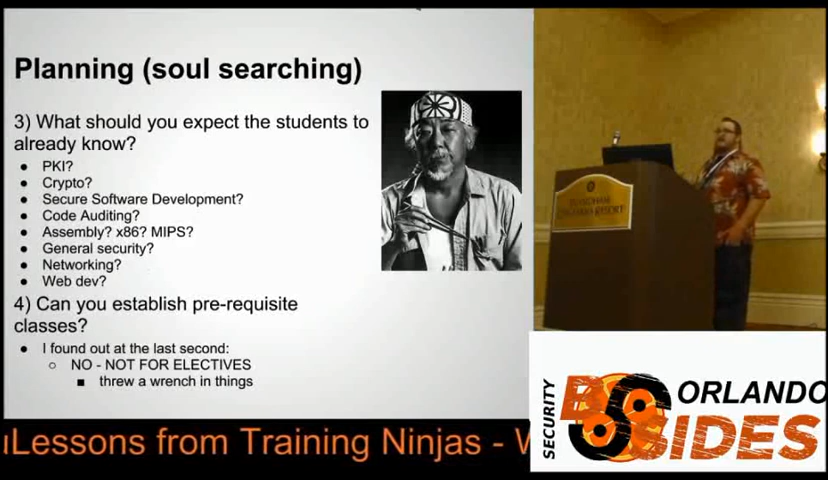 Planning (soul searching)
3) What should you expect the students to
already know?
● PKI?
● Crypto?
● Secure Software Development?
● Code Auditing?
● Assembly? x86? MIPS?
● General security?
● Networking?
● Web dev?
4) Can you establish pre-requisite
classes?
● I found out at the last second:
○ NO - NOT FOR ELECTIVES
■ threw a wrench in things
Lessons from Training Ninjas - W
SECURITY
B SIDES
ORLANDO